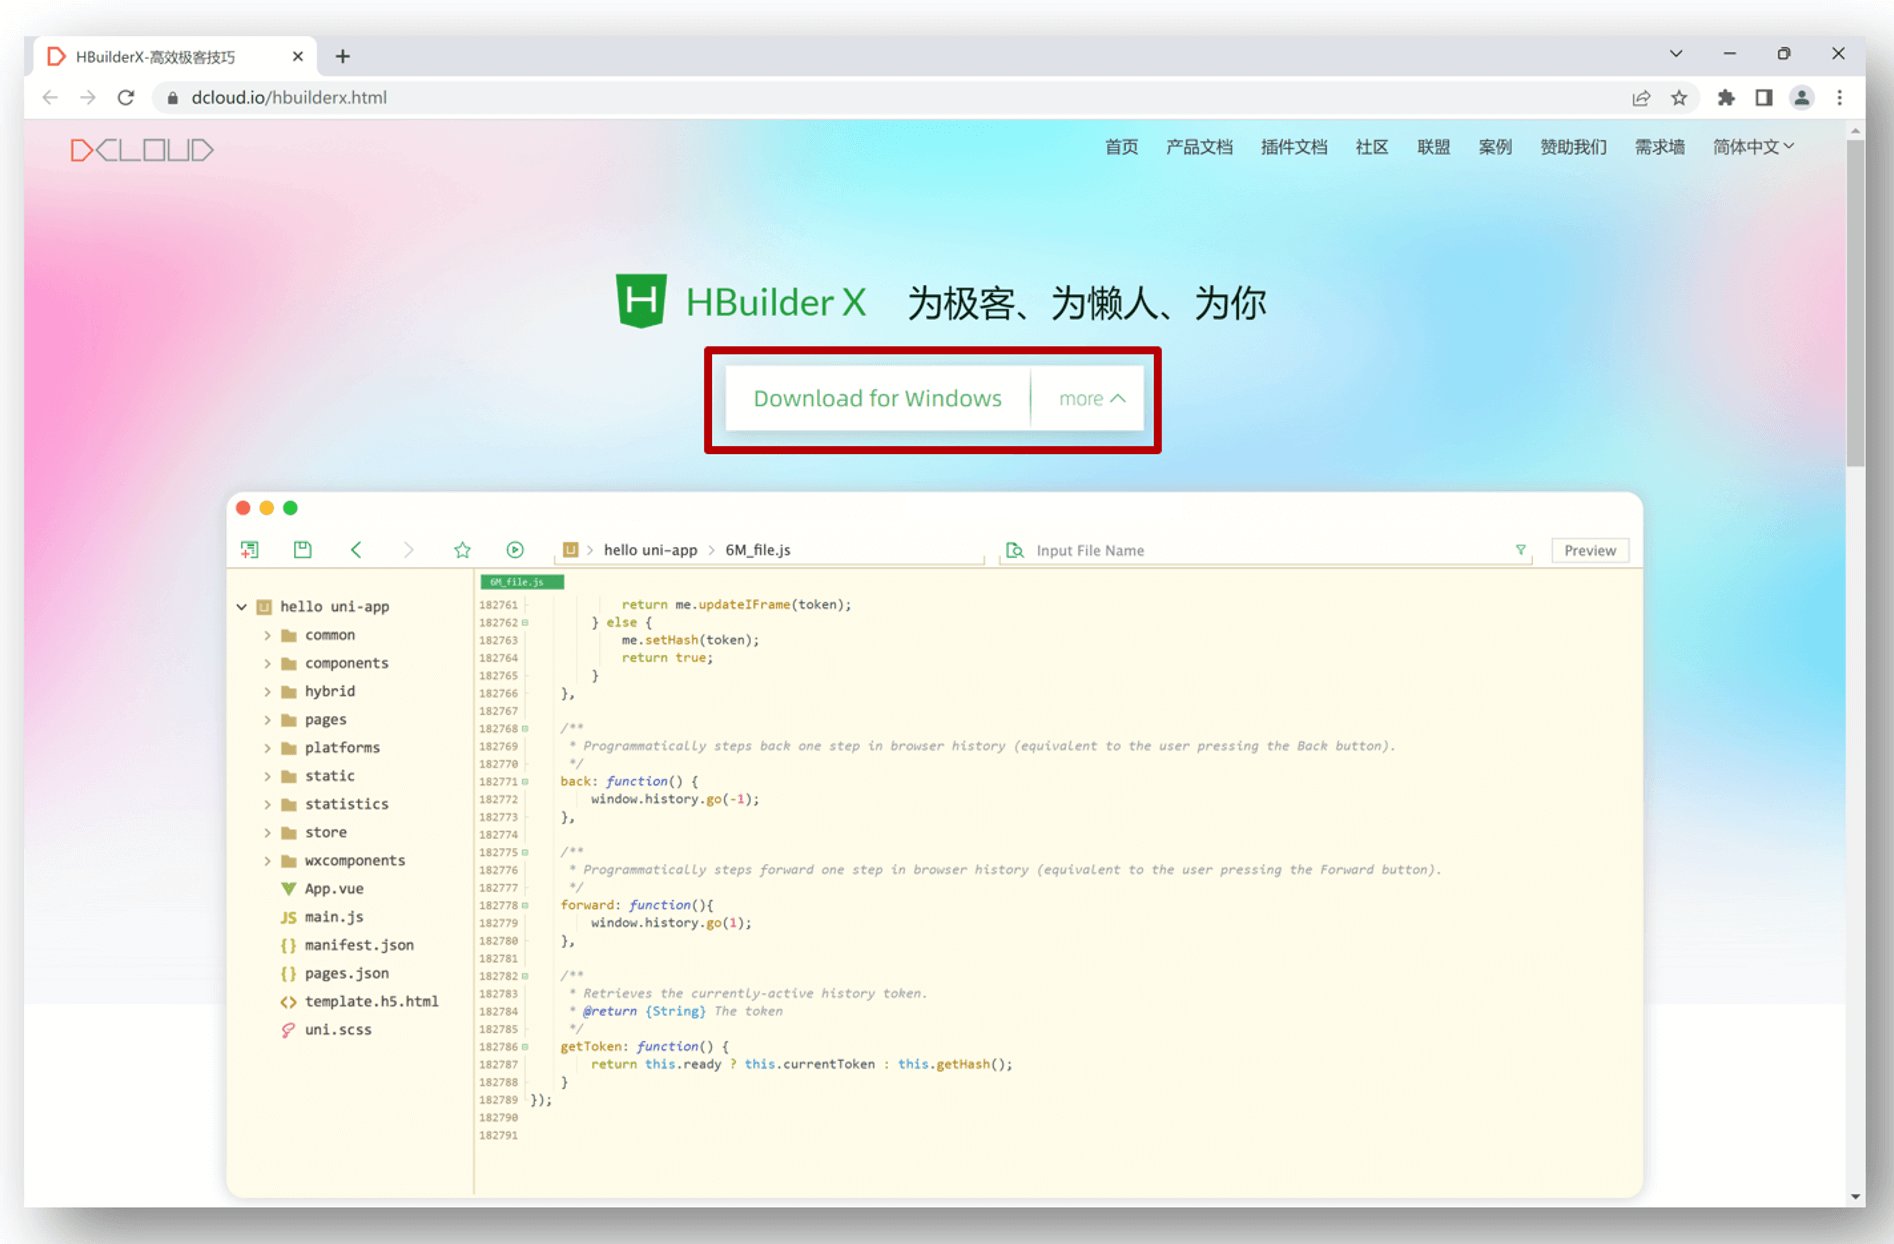 HBuilderX-高效极客技巧
dcloud.io/hbuilderx.html
DCLOUD
首页 产品文档 插件文档 社区 联盟 案例 赞助我们 需求墙 简体中文
H HBuilder X 为极客、为懒人、为你
Download for Windows more
hello uni-app > 6M_file.js Input File Name Preview
hello uni-app
common
components
hybrid
pages
platforms
static
statistics
store
wxcomponents
App.vue
JS main.js
{} manifest.json
{} pages.json
<> template.h5.html
uni.scss
6M_file.js
182761 return me.updateIFrame(token);
182762 } else {
182763 me.setHash(token);
182764 return true;
182765 }
182766 },
182767
182768 /**
182769 * Programmatically steps back one step in browser history (equivalent to the user pressing the Back button).
182770 */
182771 back: function() {
182772 window.history.go(-1);
182773 },
182774
182775 /**
182776 * Programmatically steps forward one step in browser history (equivalent to the user pressing the Forward button).
182777 */
182778 forward: function(){
182779 window.history.go(1);
182780 },
182781
182782 /**
182783 * Retrieves the currently-active history token.
182784 * @return {String} The token
182785 */
182786 getToken: function() {
182787 return this.ready ? this.currentToken : this.getHash();
182788 }
182789 });
182790
182791